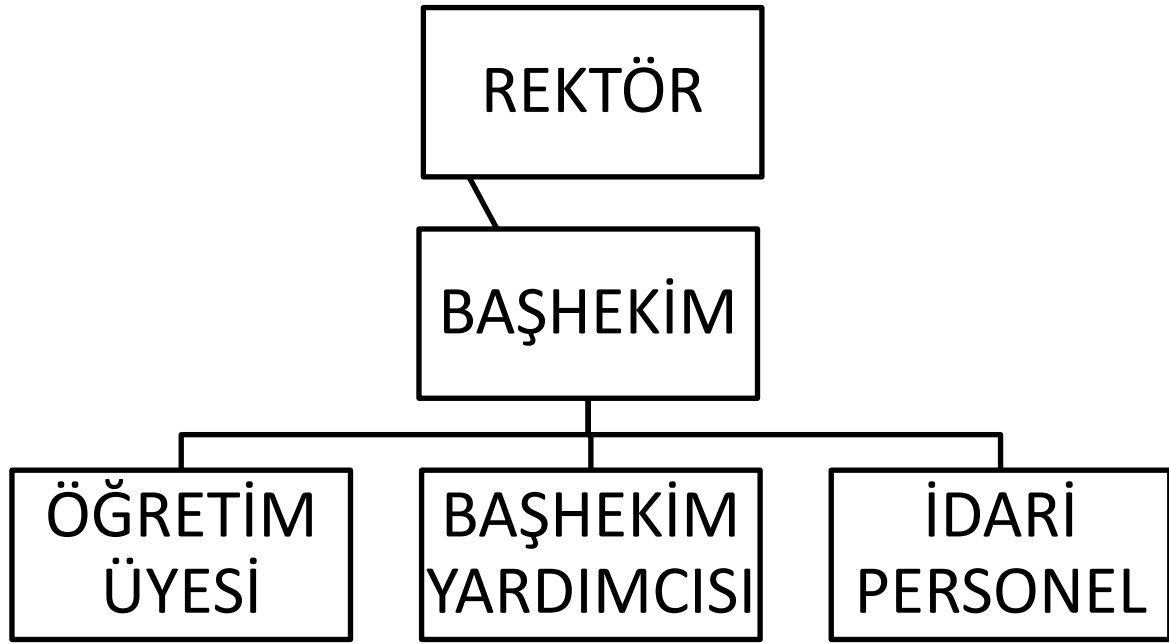 REKTÖR
BAŞHEKİM
ÖĞRETİM
ÜYESİ
BAŞHEKİM
YARDIMCISI
İDARİ
PERSONEL